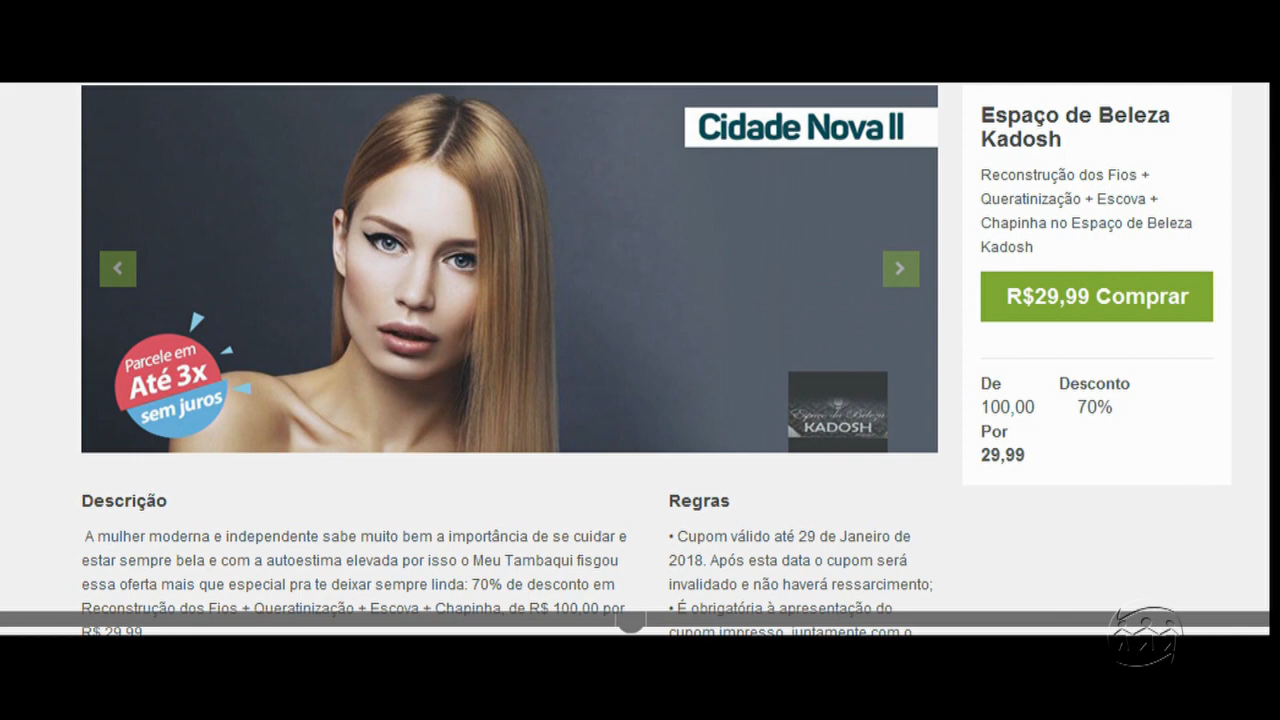 Cidade Nova II
Parcele em
Até 3x
sem juros
Espaço da Beleza
KADOSH
Espaço de Beleza
Kadosh
Reconstrução dos Fios +
Queratinização + Escova +
Chapinha no Espaço de Beleza
Kadosh
R$29,99 Comprar
De
100,00
Desconto
70%
Por
29,99
Descrição
A mulher moderna e independente sabe muito bem a importância de se cuidar e
estar sempre bela e com a autoestima elevada por isso o Meu Tambaqui fisgou
essa oferta mais que especial pra te deixar sempre linda: 70% de desconto em
Reconstrução dos Fios + Queratinização + Escova + Chapinha, de R$ 100,00 por
R$ 29,99
Regras
• Cupom válido até 29 de Janeiro de
2018. Após esta data o cupom será
invalidado e não haverá ressarcimento;
• É obrigatória à apresentação do
cupom impresso, juntamente com o